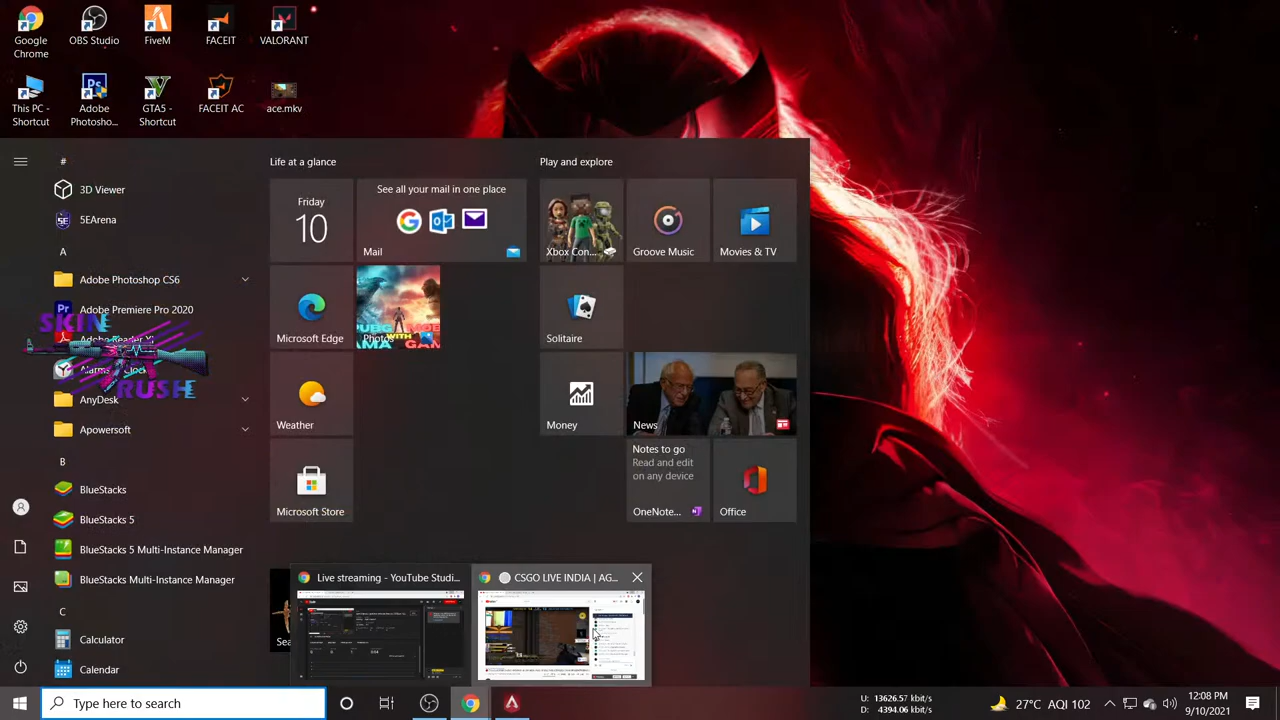 Google
Chrome
OBS Studio
FiveM
FACEIT
VALORANT
This PC -
Shortcut
Adobe
Photosho...
GTA5 -
Shortcut
FACEIT AC
ace.mkv
#
3D Viewer
5EArena
A
Adobe Photoshop CS6
Adobe Premiere Pro 2020
SKIN
RUSH
AnyDesk
Apowersoft
B
BlueStacks
BlueStacks 5
BlueStacks 5 Multi-Instance Manager
BlueStacks Multi-Instance Manager
C
Calculator
Calendar
Life at a glance
Friday
10
See all your mail in one place
Mail
Microsoft Edge
Photos
WITH
Weather
Microsoft Store
Play and explore
Xbox Con...
Groove Music
Movies & TV
Solitaire
Money
News
Notes to go
Read and edit
on any device
OneNote...
Office
Live streaming - YouTube Studi...
CSGO LIVE INDIA | AG...
Type here to search
U: 13626.57 kbit/s
D: 4394.06 kbit/s
27°C AQI 102
12:08 PM
9/10/2021